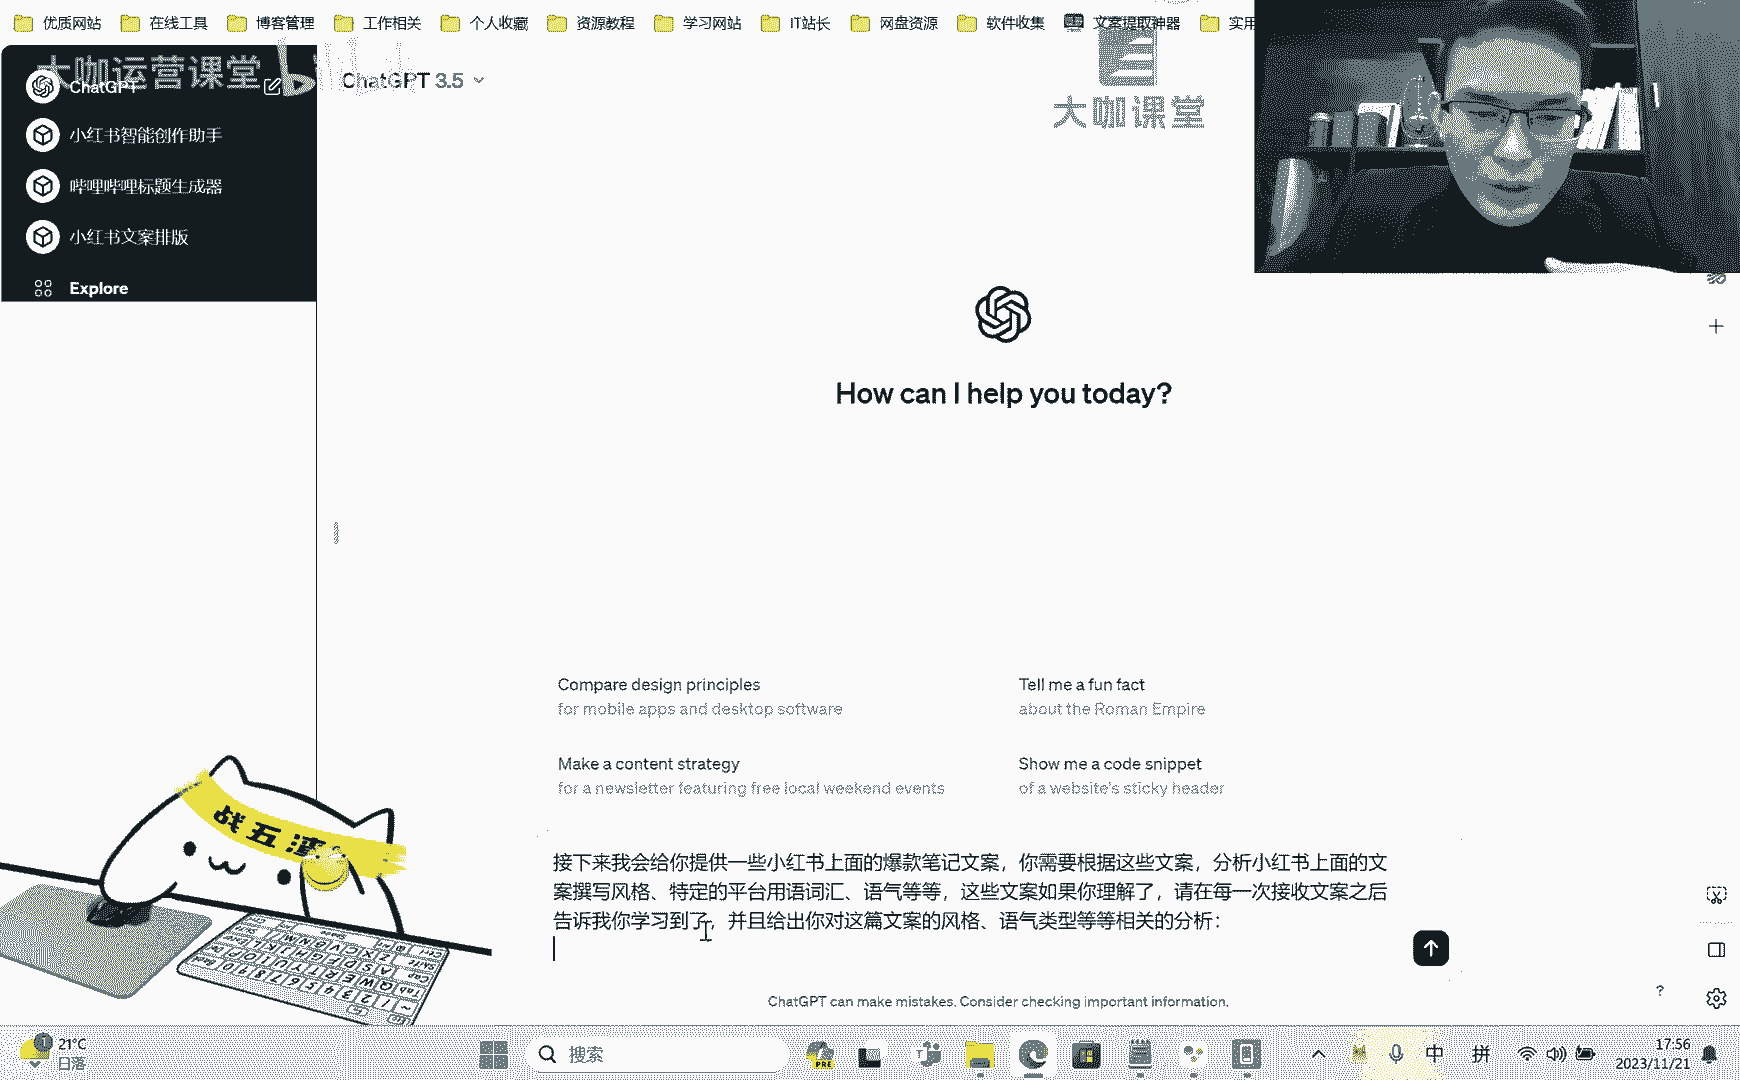 优质网站 在线工具 博客管理 工作相关 个人收藏 资源教程 学习网站 IT站长 网盘资源 软件收集 文案提取神器 实用
大咖运营课堂 bilibili
ChatGPT
ChatGPT 3.5
大咖课堂
小红书智能创作助手
哔哩哔哩标题生成器
小红书文案排版
Explore
How can I help you today?
Compare design principles
for mobile apps and desktop software
Tell me a fun fact
about the Roman Empire
Make a content strategy
for a newsletter featuring free local weekend events
Show me a code snippet
of a website's sticky header
接下来我会给你提供一些小红书上面的爆款笔记文案，你需要根据这些文案，分析小红书上面的文
案撰写风格、特定的平台用语词汇、语气等等，这些文案如果你理解了，请在每一次接收文案之后
告诉我你学习到了，并且给出你对这篇文案的风格、语气类型等等相关的分析：
ChatGPT can make mistakes. Consider checking important information.
?
战五渣
1
21°C
日落
搜索
PRE
中
拼
17:56
2023/11/21